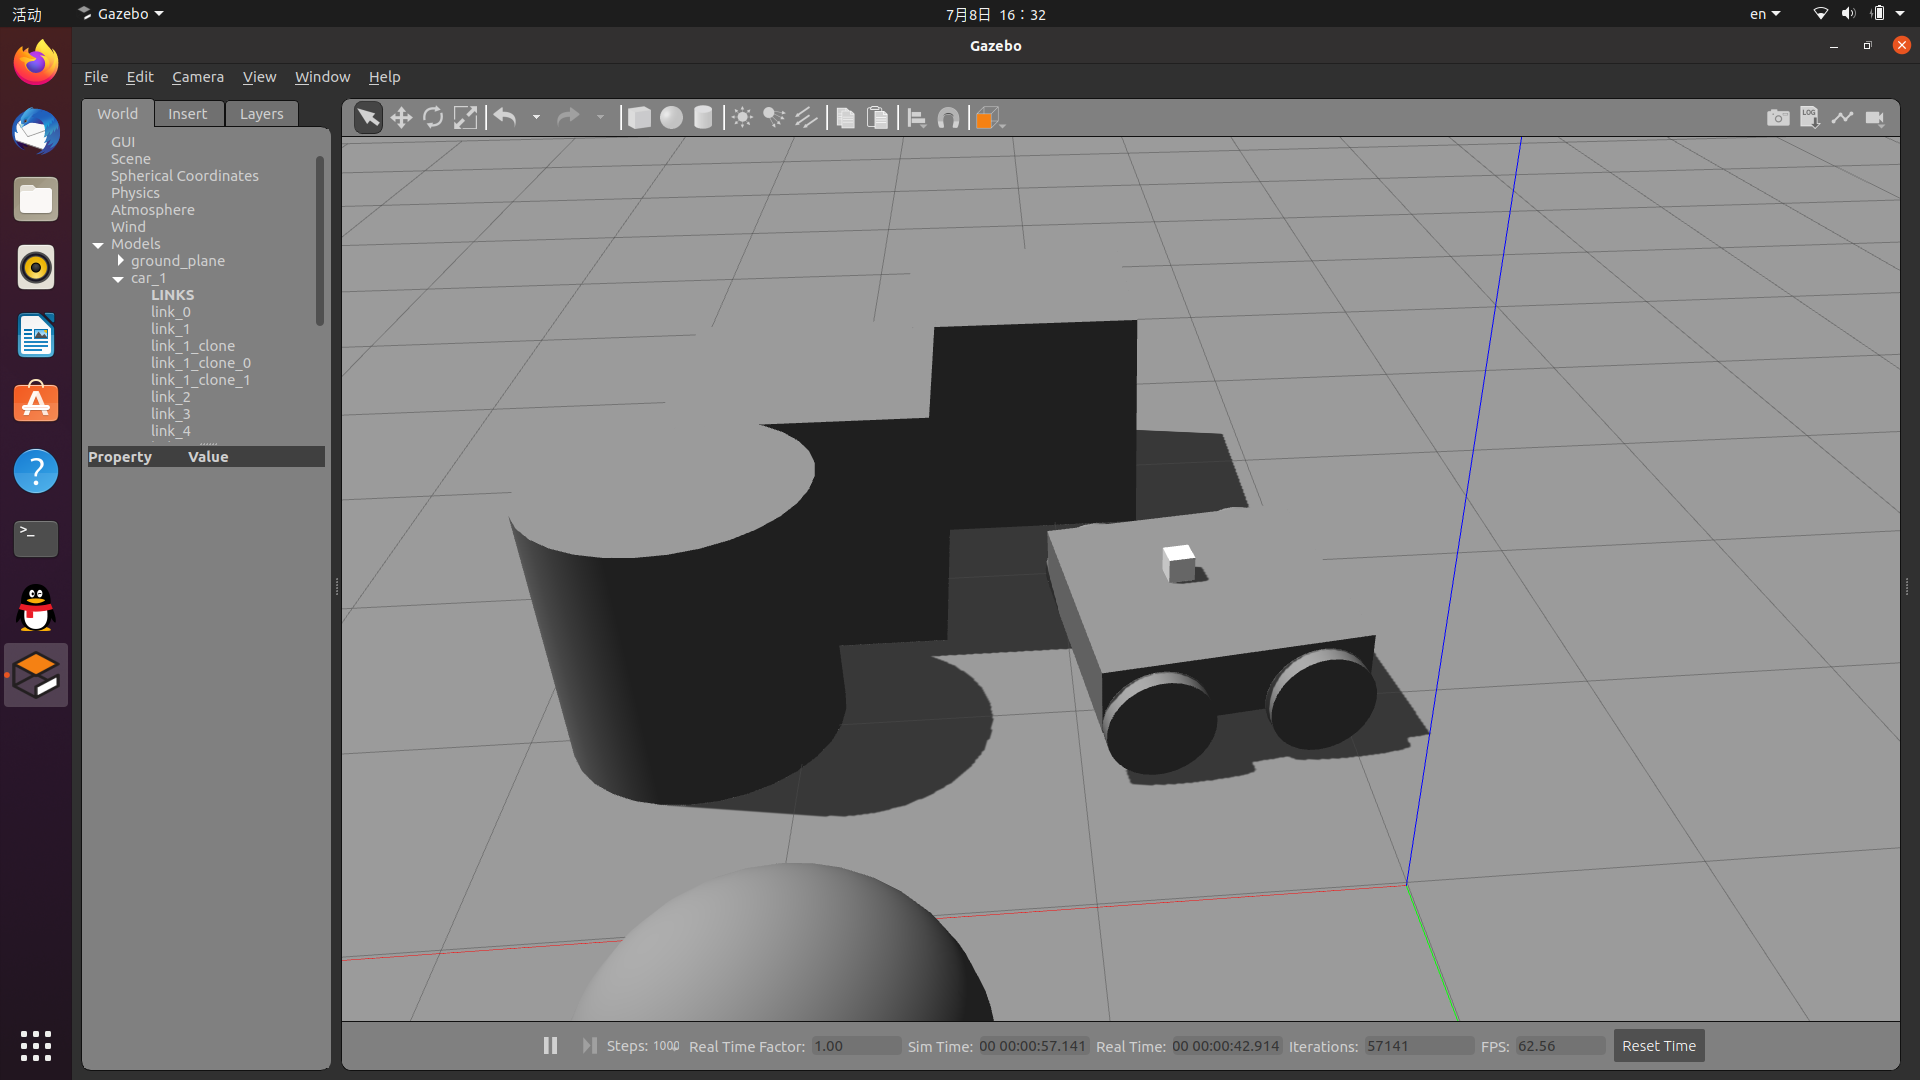 活动
Gazebo
7月8日 16：32
en
Gazebo
File Edit Camera View Window Help
World Insert Layers
GUI
Scene
Spherical Coordinates
Physics
Atmosphere
Wind
Models
ground_plane
car_1
LINKS
link_0
link_1
link_1_clone
link_1_clone_0
link_1_clone_1
link_2
link_3
link_4
Property Value
LOG
>_
?
Steps: 1000 Real Time Factor: 1.00 Sim Time: 00 00:00:57.141 Real Time: 00 00:00:42.914 Iterations: 57141 FPS: 62.56 Reset Time